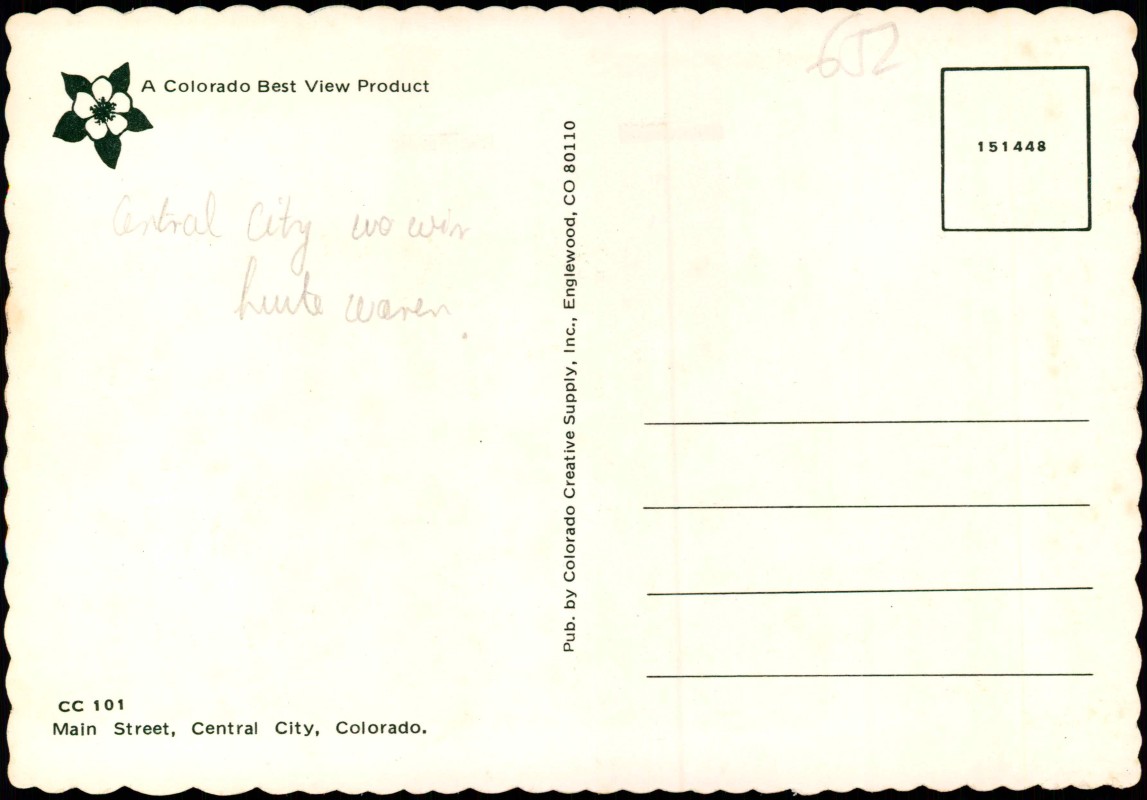 652
A Colorado Best View Product
151448
Central City wo wir
heute waren.
Pub. by Colorado Creative Supply, Inc., Englewood, CO 80110
CC 101
Main Street, Central City, Colorado.